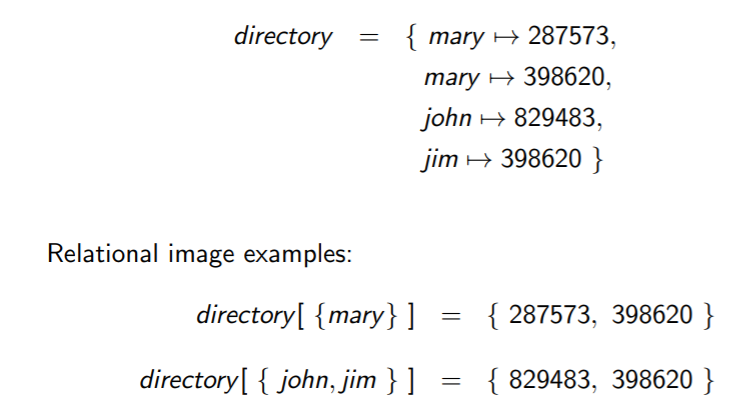 directory = { mary ↦ 287573,
mary ↦ 398620,
john ↦ 829483,
jim ↦ 398620 }
Relational image examples:
directory[ {mary} ] = { 287573, 398620 }
directory[ { john, jim } ] = { 829483, 398620 }